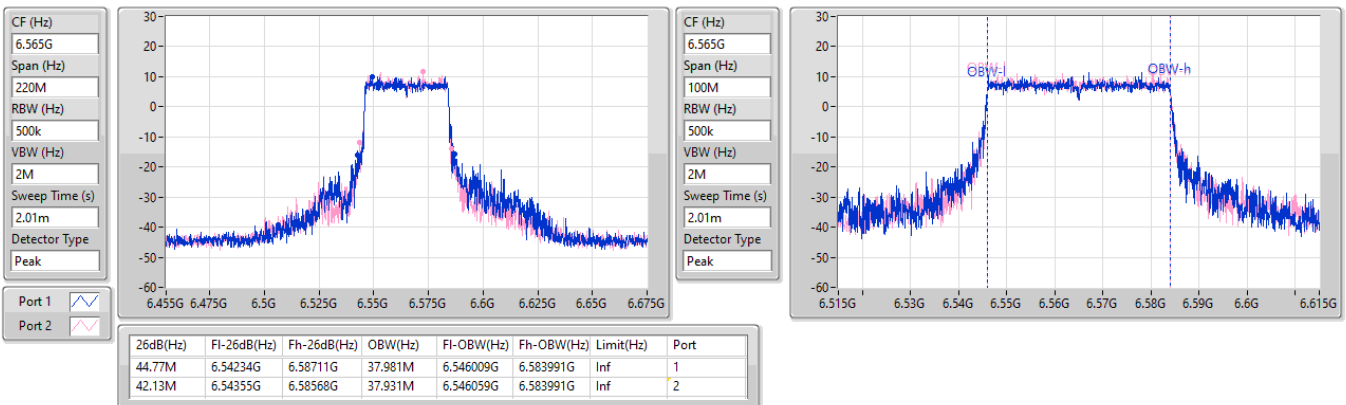 CF (Hz)
6.565G
Span (Hz)
220M
RBW (Hz)
500k
VBW (Hz)
2M
Sweep Time (s)
2.01m
Detector Type
Peak
Port 1
Port 2
30
20
10
0
-10
-20
-30
-40
-50
-60
6.455G 6.475G 6.5G 6.525G 6.55G 6.575G 6.6G 6.625G 6.65G 6.675G
CF (Hz)
6.565G
Span (Hz)
100M
RBW (Hz)
500k
VBW (Hz)
2M
Sweep Time (s)
2.01m
Detector Type
Peak
30
20
10
0
-10
-20
-30
-40
-50
-60
OBW-l OBW-h
6.515G 6.53G 6.54G 6.55G 6.56G 6.57G 6.58G 6.59G 6.6G 6.615G
26dB(Hz) Fl-26dB(Hz) Fh-26dB(Hz) OBW(Hz) Fl-OBW(Hz) Fh-OBW(Hz) Limit(Hz) Port
44.77M 6.54234G 6.58711G 37.981M 6.546009G 6.583991G Inf 1
42.13M 6.54355G 6.58568G 37.931M 6.546059G 6.583991G Inf 2